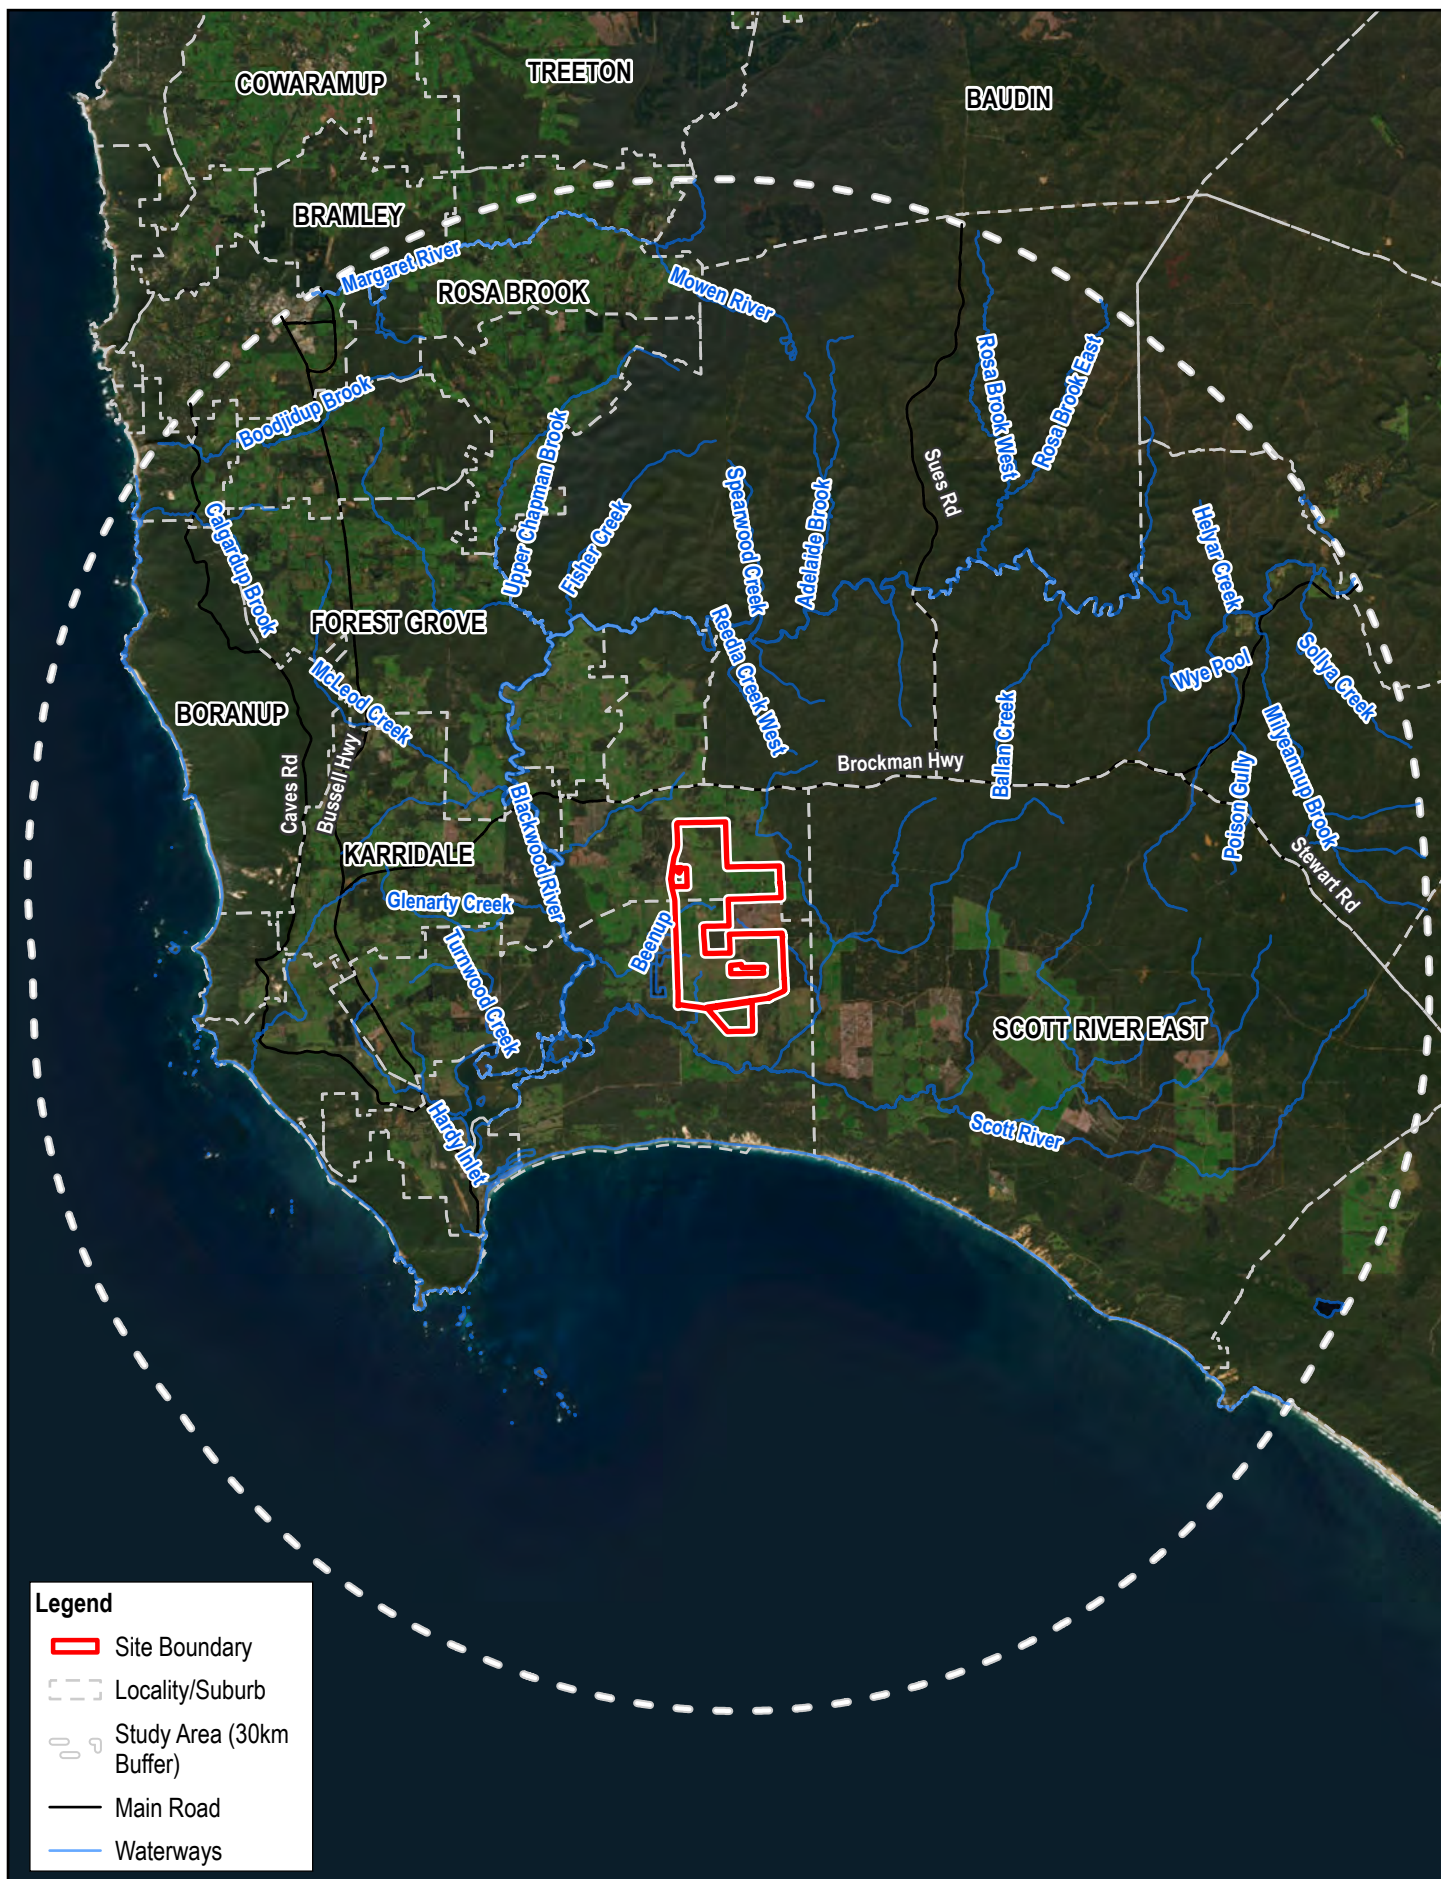 COWARAMUP
TREETON
BAUDIN
BRAMLEY
Margaret River
ROSA BROOK
Mowen River
Rosa Brook West
Rosa Brook East
Boodjidup Brook
Upper Chapman Brook
Fisher Creek
Spearwood Creek
Adelaide Brook
Sues Rd
Helyar Creek
Calgardup Brook
FOREST GROVE
Reedia Creek West
Wye Pool
Sollya Creek
McLeod Creek
BORANUP
Caves Rd
Bussell Hwy
Brockman Hwy
Ballan Creek
Milyeannup Brook
Poison Gully
Stewart Rd
Blackwood River
KARRIDALE
Glenarty Creek
Beenup
Turnwood Creek
SCOTT RIVER EAST
Hardy Inlet
Scott River
Legend
Site Boundary
Locality/Suburb
Study Area (30km
Buffer)
Main Road
Waterways